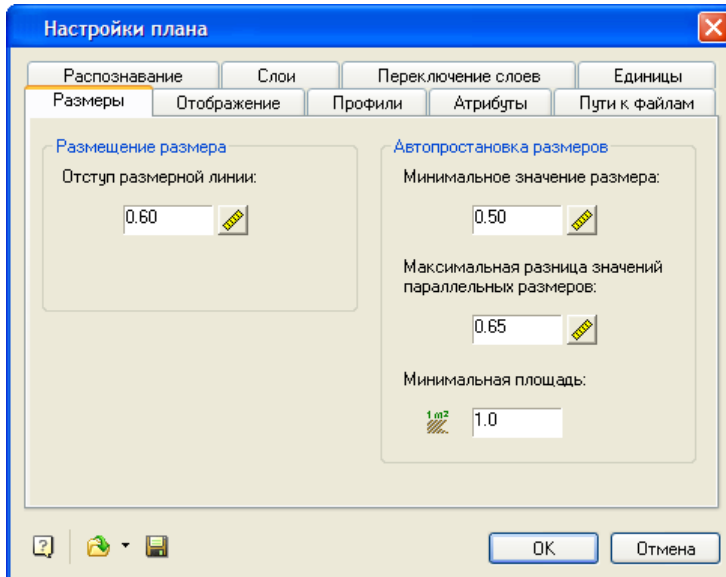 Настройки плана
Распознавание Слои Переключение слоев Единицы
Размеры Отображение Профили Атрибуты Пути к файлам
Размещение размера
Отступ размерной линии:
0.60
Автопростановка размеров
Минимальное значение размера:
0.50
Максимальная разница значений
параллельных размеров:
0.65
Минимальная площадь:
1 m2
1.0
OK Отмена